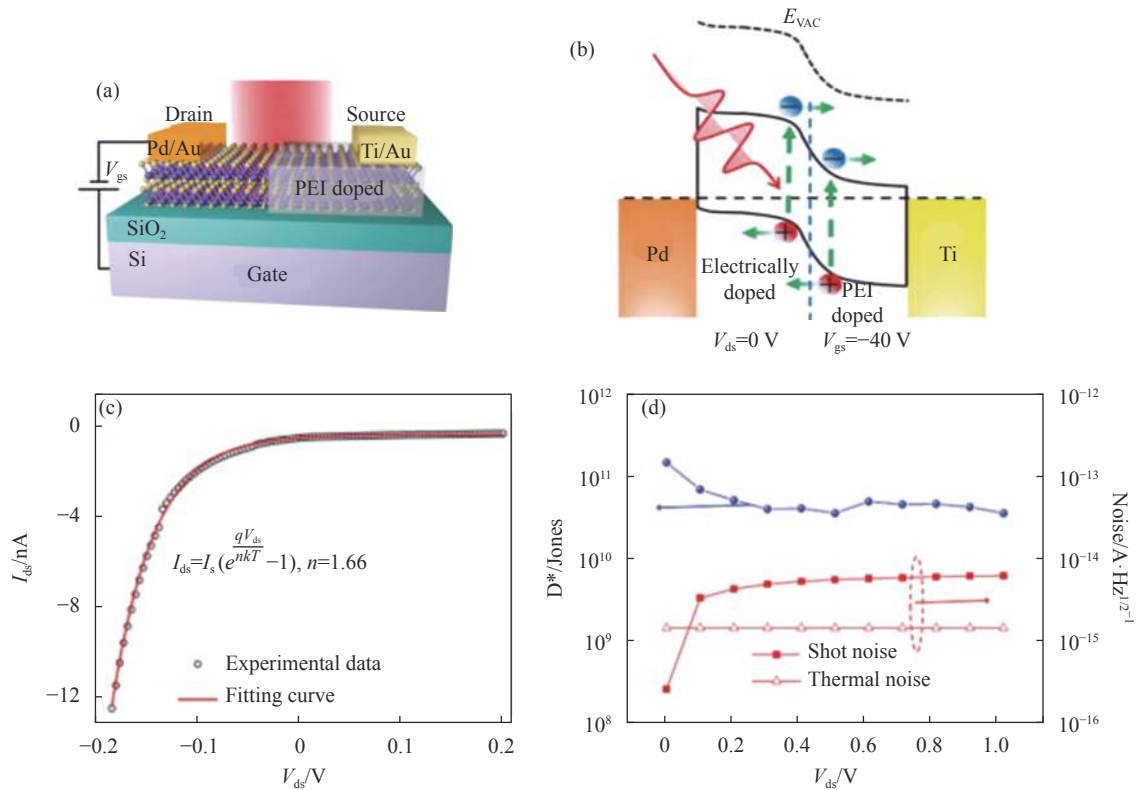 (a)
Drain
Source
Pd/Au
Ti/Au
V_gs
PEI doped
SiO₂
Si
Gate
(b)
E_VAC
Pd
Electrically
doped
PEI
doped
Ti
V_ds=0 V
V_gs=−40 V
(c)
I_ds/nA
0
−4
−8
−12
I_ds=I_s(e^{qV_ds/nkT}−1), n=1.66
Experimental data
Fitting curve
−0.2
−0.1
0
0.1
0.2
V_ds/V
(d)
D*/Jones
10¹²
10¹¹
10¹⁰
10⁹
10⁸
Shot noise
Thermal noise
10⁻¹²
10⁻¹³
10⁻¹⁴
10⁻¹⁵
10⁻¹⁶
Noise/A·Hz^{1/2−1}
0
0.2
0.4
0.6
0.8
1.0
V_ds/V